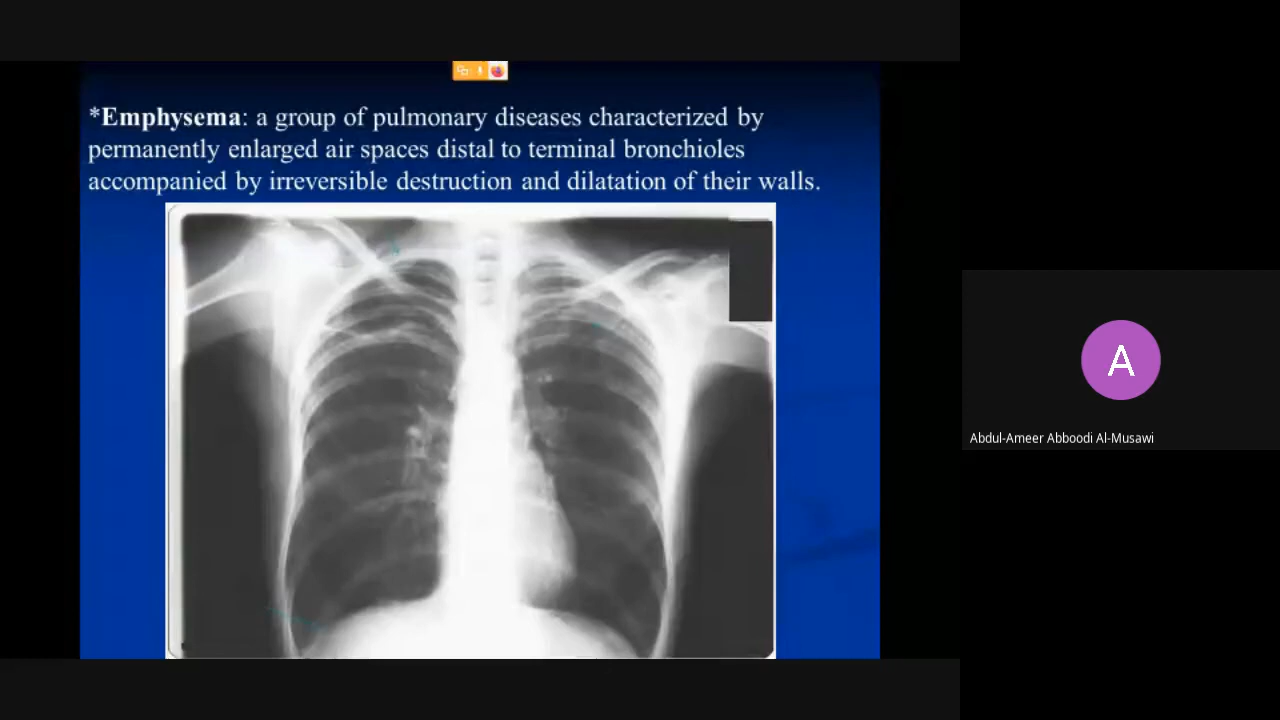 *Emphysema: a group of pulmonary diseases characterized by
permanently enlarged air spaces distal to terminal bronchioles
accompanied by irreversible destruction and dilatation of their walls.
A
Abdul-Ameer Abboodi Al-Musawi